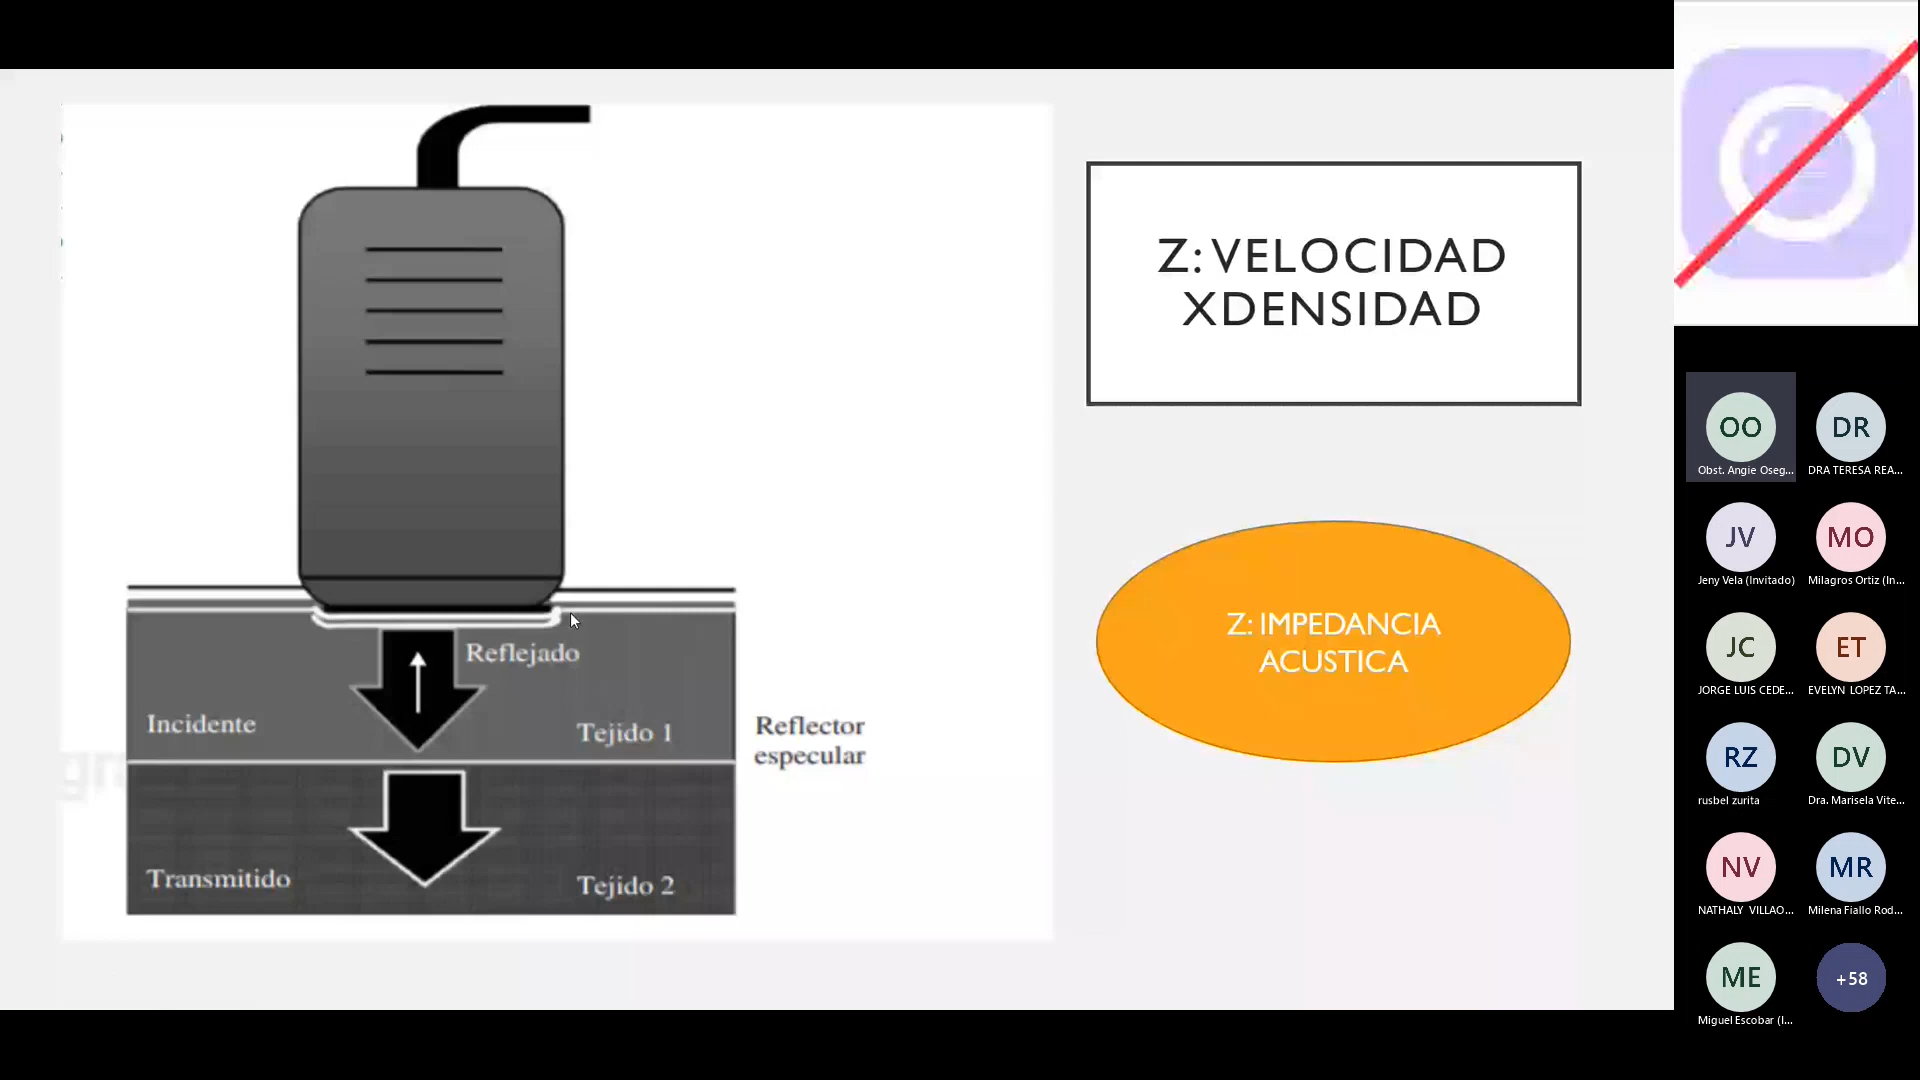 Z: VELOCIDAD
XDENSIDAD
Z: IMPEDANCIA
ACUSTICA
Reflejado
Incidente
Tejido 1
Reflector
especular
Transmitido
Tejido 2
OO
DR
Obst. Angie Oseg...
DRA TERESA REA...
JV
MO
Jeny Vela (Invitado)
Milagros Ortiz (In...
JC
ET
JORGE LUIS CEDE...
EVELYN LOPEZ TA...
RZ
DV
rusbel zurita
Dra. Marisela Vite...
NV
MR
NATHALY VILLAO...
Milena Fiallo Rod...
ME
+58
Miguel Escobar (I...